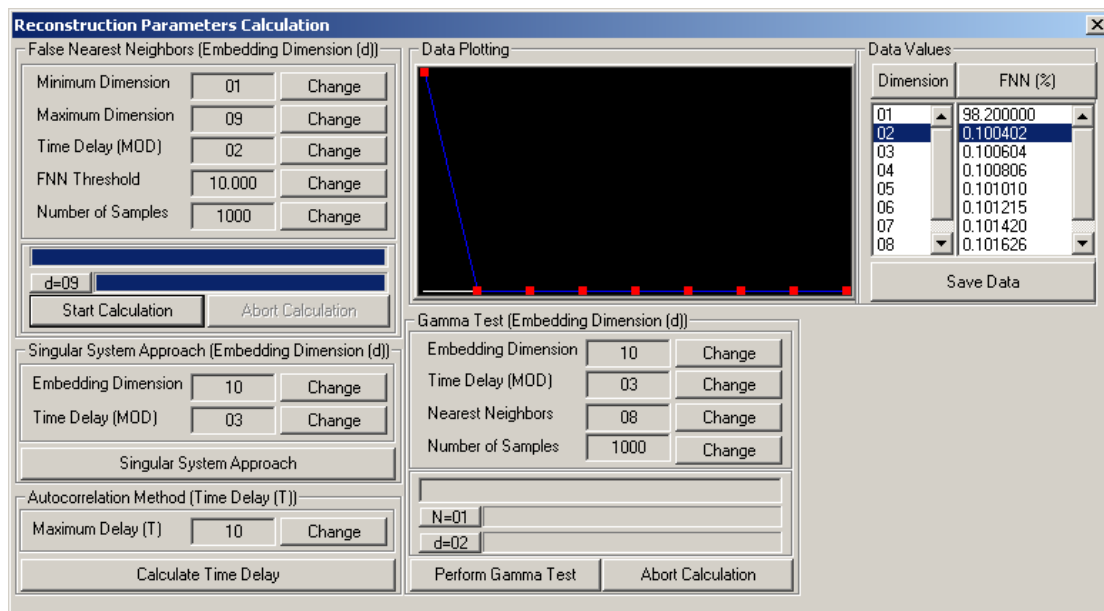 Reconstruction Parameters Calculation
False Nearest Neighbors (Embedding Dimension (d))
Minimum Dimension 01 Change
Maximum Dimension 09 Change
Time Delay (MOD) 02 Change
FNN Threshold 10.000 Change
Number of Samples 1000 Change
d=09
Start Calculation Abort Calculation
Singular System Approach (Embedding Dimension (d))
Embedding Dimension 10 Change
Time Delay (MOD) 03 Change
Singular System Approach
Autocorrelation Method (Time Delay (T))
Maximum Delay (T) 10 Change
Calculate Time Delay
Data Plotting
Data Values
Dimension FNN (%)
01 98.200000
02 0.100402
03 0.100604
04 0.100806
05 0.101010
06 0.101215
07 0.101420
08 0.101626
Save Data
Gamma Test (Embedding Dimension (d))
Embedding Dimension 10 Change
Time Delay (MOD) 03 Change
Nearest Neighbors 08 Change
Number of Samples 1000 Change
N=01
d=02
Perform Gamma Test Abort Calculation